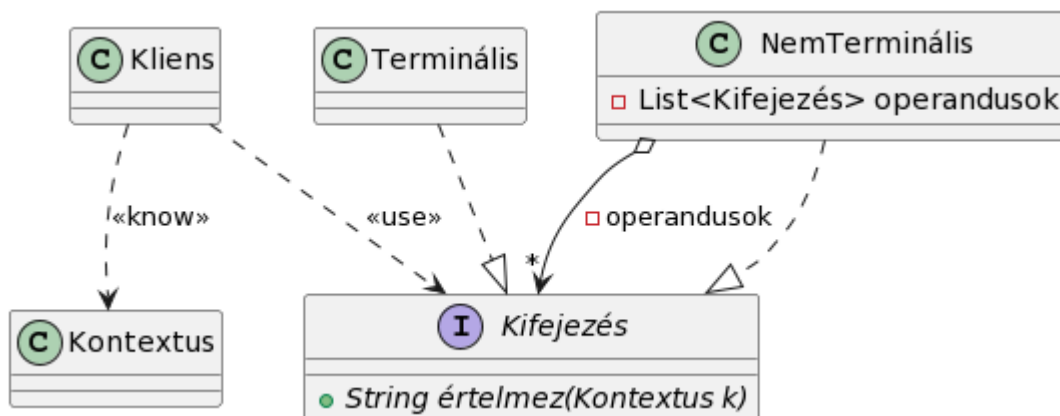 C Kliens
C Terminális
C NemTerminális
List<Kifejezés> operandusok
«know»
«use»
operandusok
*
C Kontextus
I Kifejezés
String értelmez(Kontextus k)